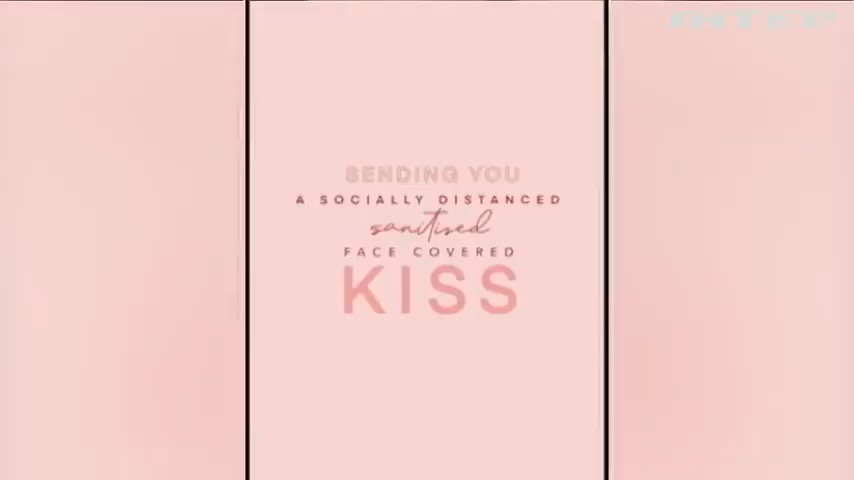 SENDING YOU
A SOCIALLY DISTANCED
sanitised
FACE COVERED
KISS